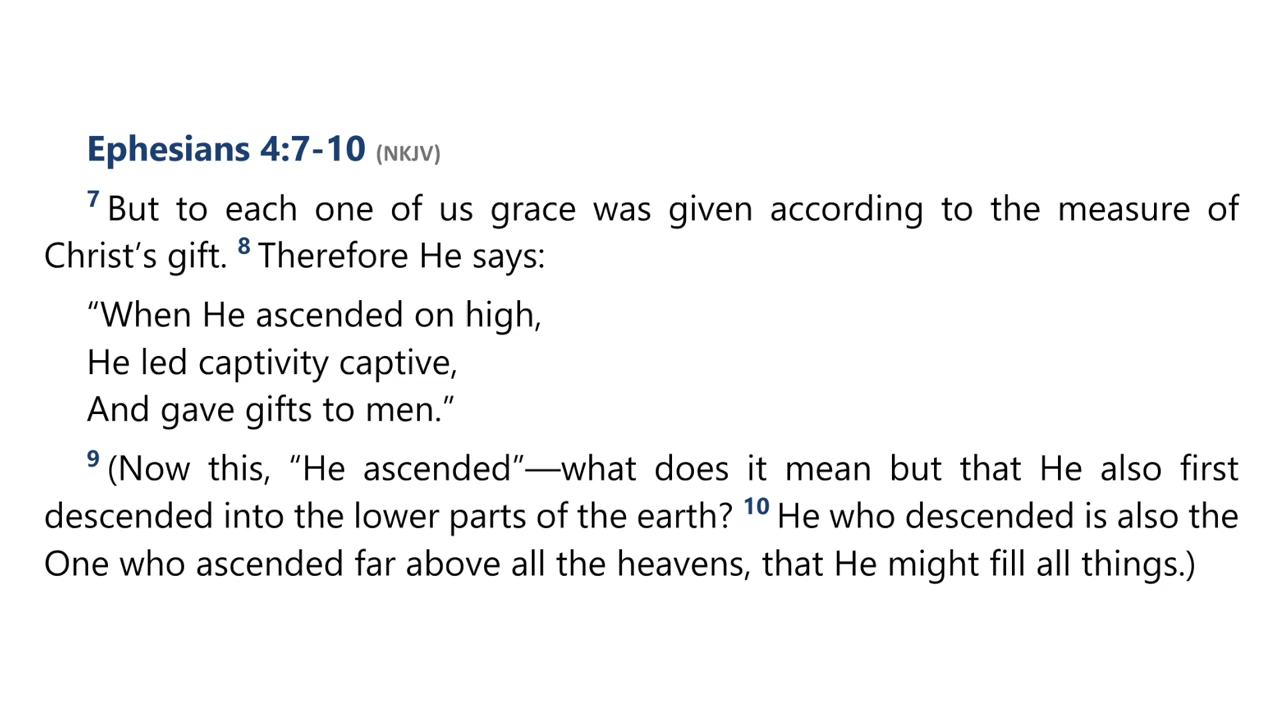 Ephesians 4:7-10 (NKJV)
7 But to each one of us grace was given according to the measure of
Christ’s gift. 8 Therefore He says:
“When He ascended on high,
He led captivity captive,
And gave gifts to men.”
9 (Now this, “He ascended”—what does it mean but that He also first
descended into the lower parts of the earth? 10 He who descended is also the
One who ascended far above all the heavens, that He might fill all things.)